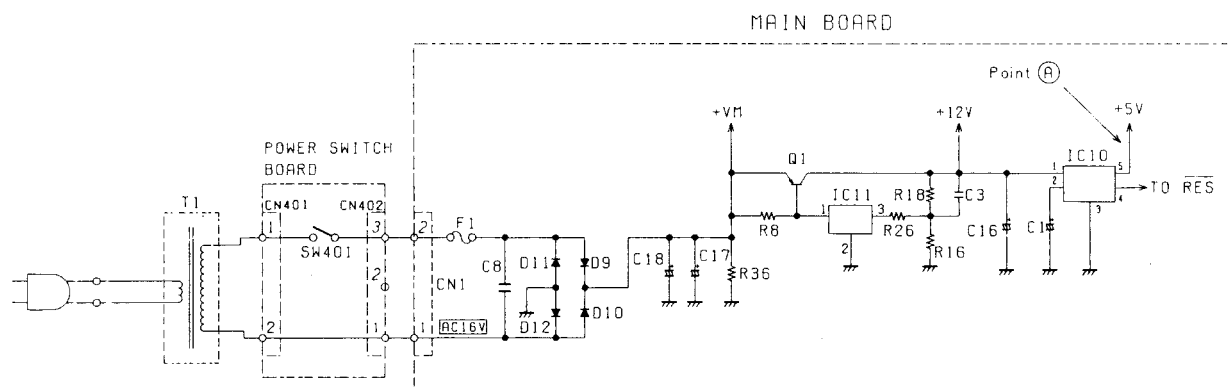 MAIN BOARD
Point A
+5V
+VM
+12V
POWER SWITCH
BOARD
Q1
IC10
1
5
2
4
3
TO RES
IC11
1
3
2
R18
C3
R8
R26
R16
C16
C1
T1
CN401
CN402
1
3
2
F1
SW401
2
C8
D11
D9
C18
C17
R36
CN1
D12
D10
2
1
1
AC16V